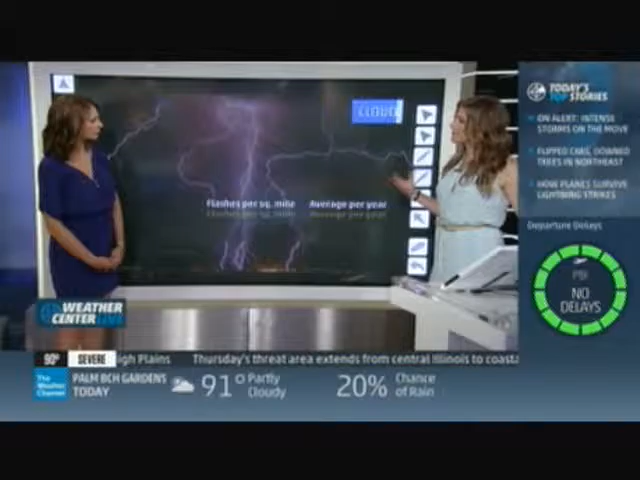 CLOUD
Flashes per sq. mile Average per year
TODAY'S
TOP STORIES
ON ALERT: INTENSE
STORMS ON THE MOVE
FLIPPED CARS, DOWNED
TREES IN NORTHEAST
HOW PLANES SURVIVE
LIGHTNING STRIKES
Departure Delays
PBI
NO
DELAYS
WEATHER
CENTER LIVE
90° SEVERE igh Plains Thursday's threat area extends from central Illinois to coasta
The
Weather
Channel
PALM BCH GARDENS
TODAY
91° Partly
Cloudy
20% Chance
of Rain